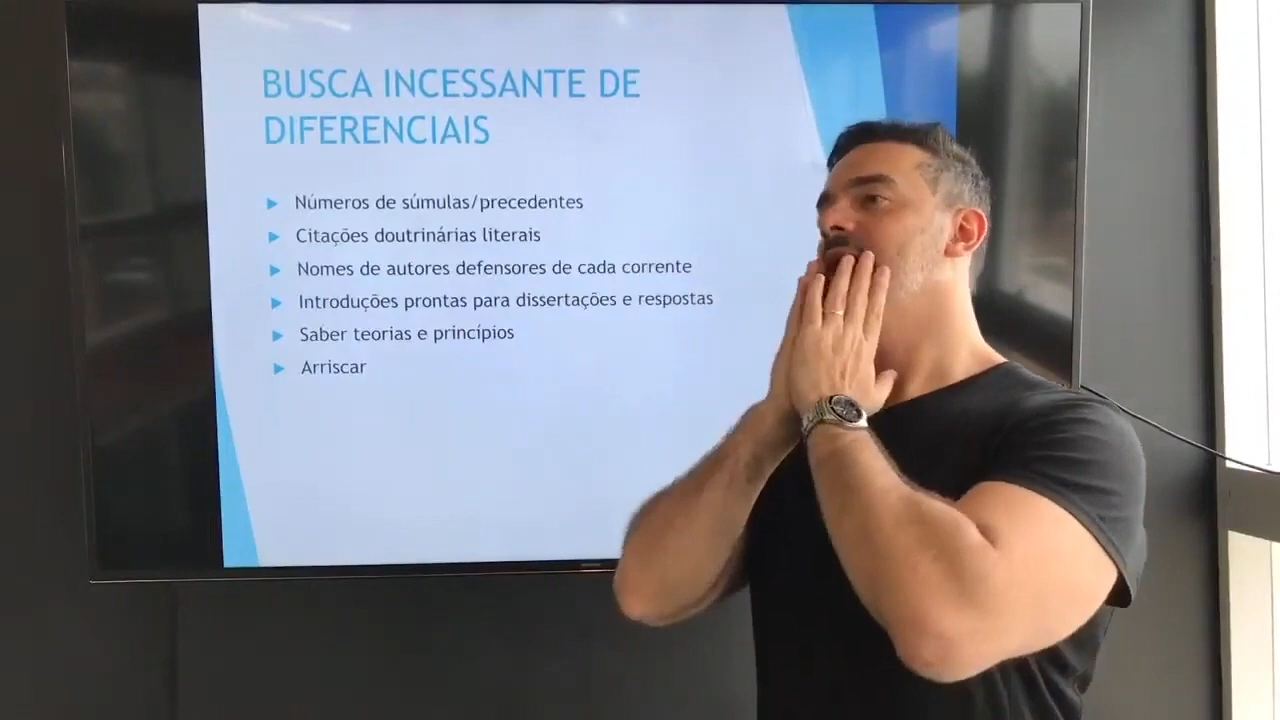 BUSCA INCESSANTE DE
DIFERENCIAIS
Números de súmulas/precedentes
Citações doutrinárias literais
Nomes de autores defensores de cada corrente
Introduções prontas para dissertações e respostas
Saber teorias e princípios
Arriscar